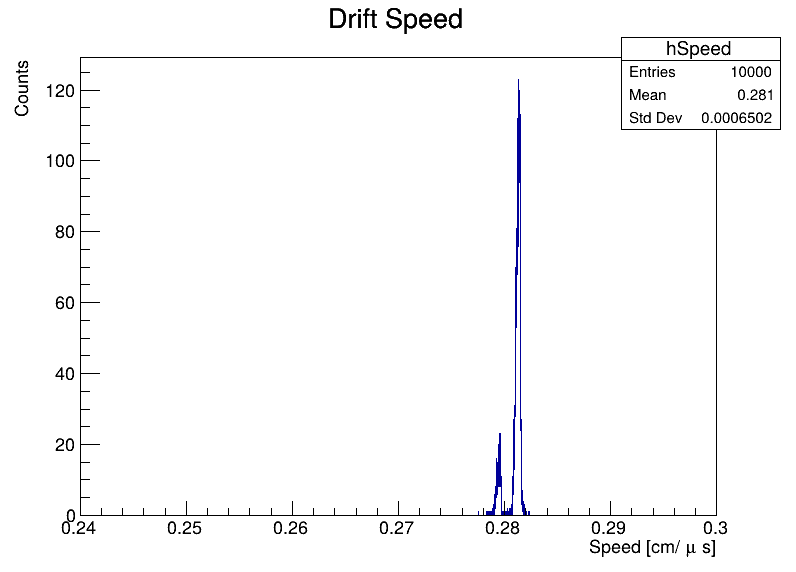 Drift Speed
hSpeed
Entries 10000
Mean 0.281
Std Dev 0.0006502
Counts
120
100
80
60
40
20
0
0.24 0.25 0.26 0.27 0.28 0.29 0.3
Speed [cm/ μ s]